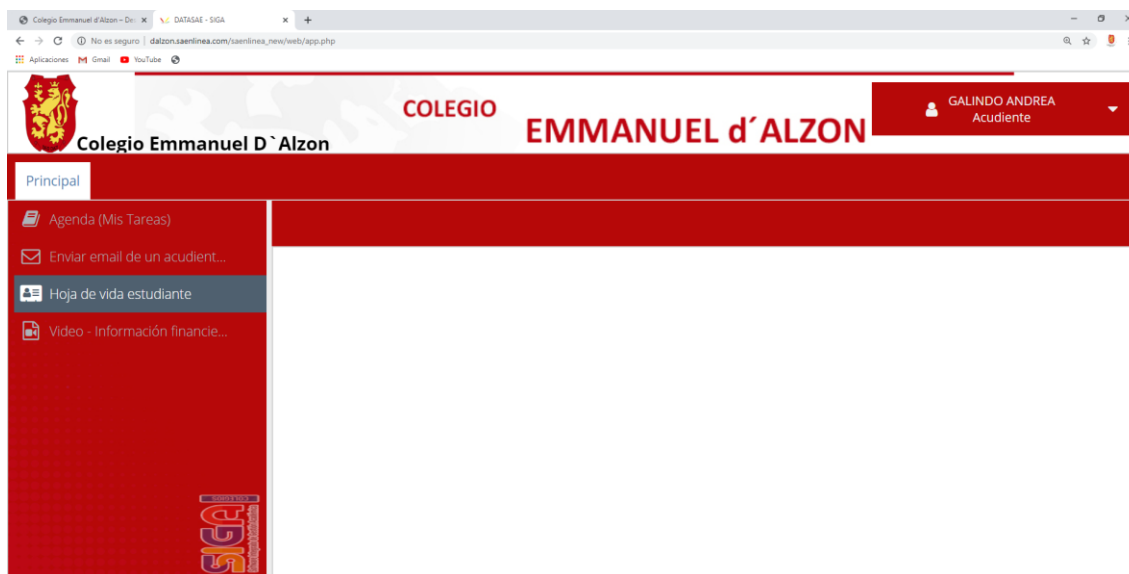 Colegio Emmanuel d'Alzon – De
DATASAE - SIGA
No es seguro | dalzon.saenlinea.com/saenlinea_new/web/app.php
Aplicaciones
Gmail
YouTube
COLEGIO
EMMANUEL d´ALZON
Colegio Emmanuel D`Alzon
GALINDO ANDREA
Acudiente
Principal
Agenda (Mis Tareas)
Enviar email de un acudient...
Hoja de vida estudiante
Video - Información financie...
SIGA